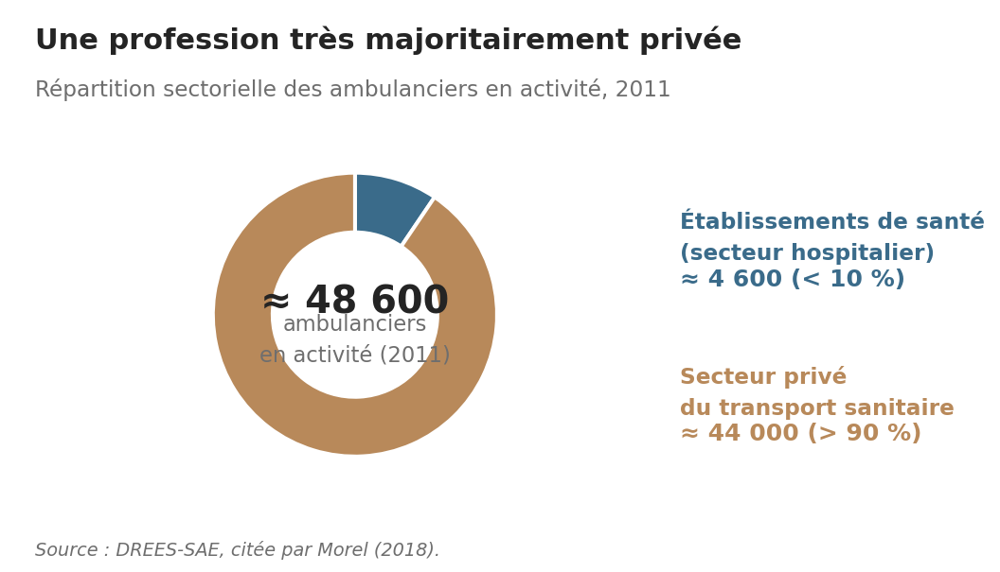 Une profession très majoritairement privée
Répartition sectorielle des ambulanciers en activité, 2011
≈ 48 600
ambulanciers
en activité (2011)
Établissements de santé
(secteur hospitalier)
≈ 4 600 (< 10 %)
Secteur privé
du transport sanitaire
≈ 44 000 (> 90 %)
Source : DREES-SAE, citée par Morel (2018).